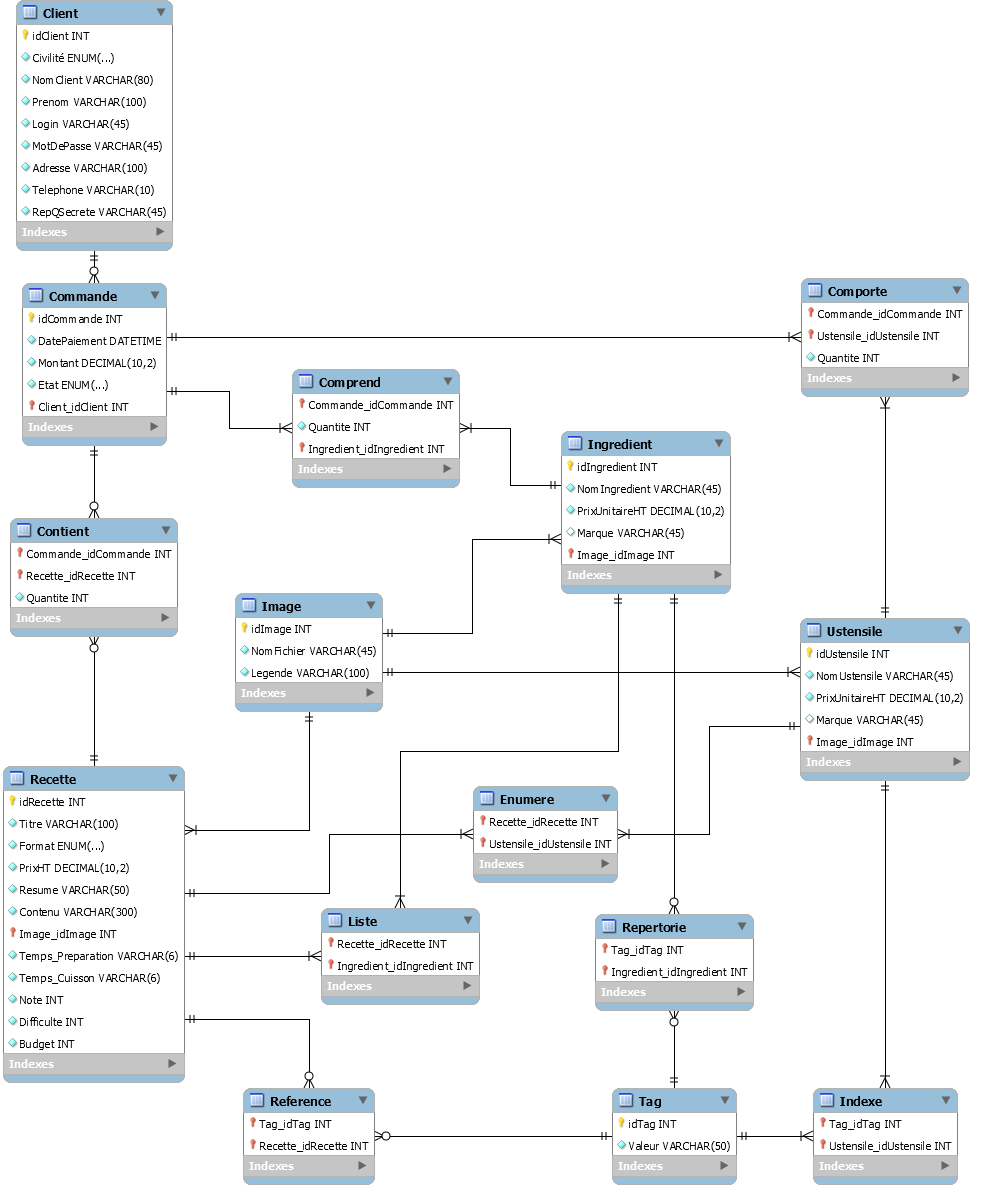 Client
idClient INT
Civilité ENUM(...)
NomClient VARCHAR(80)
Prenom VARCHAR(100)
Login VARCHAR(45)
MotDePasse VARCHAR(45)
Adresse VARCHAR(100)
Telephone VARCHAR(10)
RepQSecrete VARCHAR(45)
Indexes
Commande
idCommande INT
DatePaiement DATETIME
Montant DECIMAL(10,2)
Etat ENUM(...)
Client_idClient INT
Indexes
Comporte
Commande_idCommande INT
Ustensile_idUstensile INT
Quantite INT
Indexes
Comprend
Commande_idCommande INT
Quantite INT
Ingredient_idIngredient INT
Indexes
Ingredient
idIngredient INT
NomIngredient VARCHAR(45)
PrixUnitaireHT DECIMAL(10,2)
Marque VARCHAR(45)
Image_idImage INT
Indexes
Contient
Commande_idCommande INT
Recette_idRecette INT
Quantite INT
Indexes
Image
idImage INT
NomFichier VARCHAR(45)
Legende VARCHAR(100)
Indexes
Ustensile
idUstensile INT
NomUstensile VARCHAR(45)
PrixUnitaireHT DECIMAL(10,2)
Marque VARCHAR(45)
Image_idImage INT
Indexes
Recette
idRecette INT
Titre VARCHAR(100)
Format ENUM(...)
PrixHT DECIMAL(10,2)
Resume VARCHAR(50)
Contenu VARCHAR(300)
Image_idImage INT
Temps_Preparation VARCHAR(6)
Temps_Cuisson VARCHAR(6)
Note INT
Difficulte INT
Budget INT
Indexes
Enumere
Recette_idRecette INT
Ustensile_idUstensile INT
Indexes
Liste
Recette_idRecette INT
Ingredient_idIngredient INT
Indexes
Repertorie
Tag_idTag INT
Ingredient_idIngredient INT
Indexes
Reference
Tag_idTag INT
Recette_idRecette INT
Indexes
Tag
idTag INT
Valeur VARCHAR(50)
Indexes
Indexe
Tag_idTag INT
Ustensile_idUstensile INT
Indexes